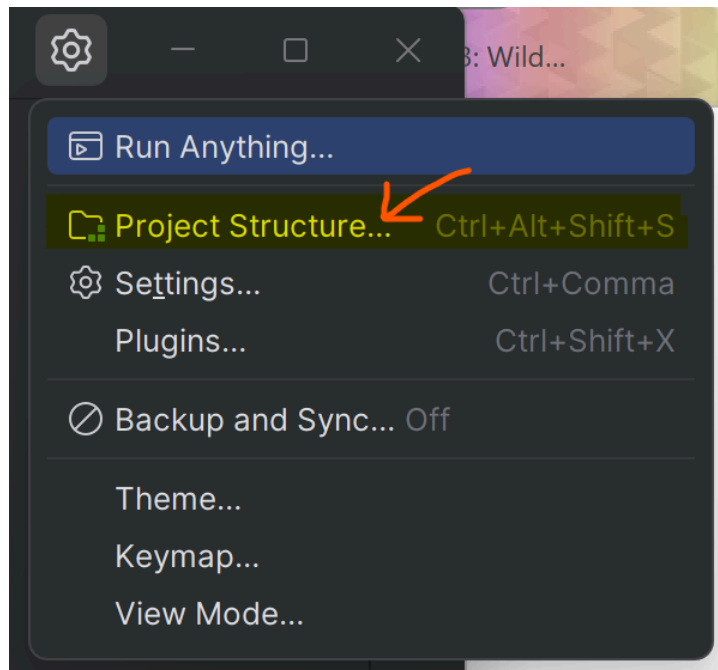 : Wild...
Run Anything...
Project Structure... Ctrl+Alt+Shift+S
Settings... Ctrl+Comma
Plugins... Ctrl+Shift+X
Backup and Sync... Off
Theme...
Keymap...
View Mode...